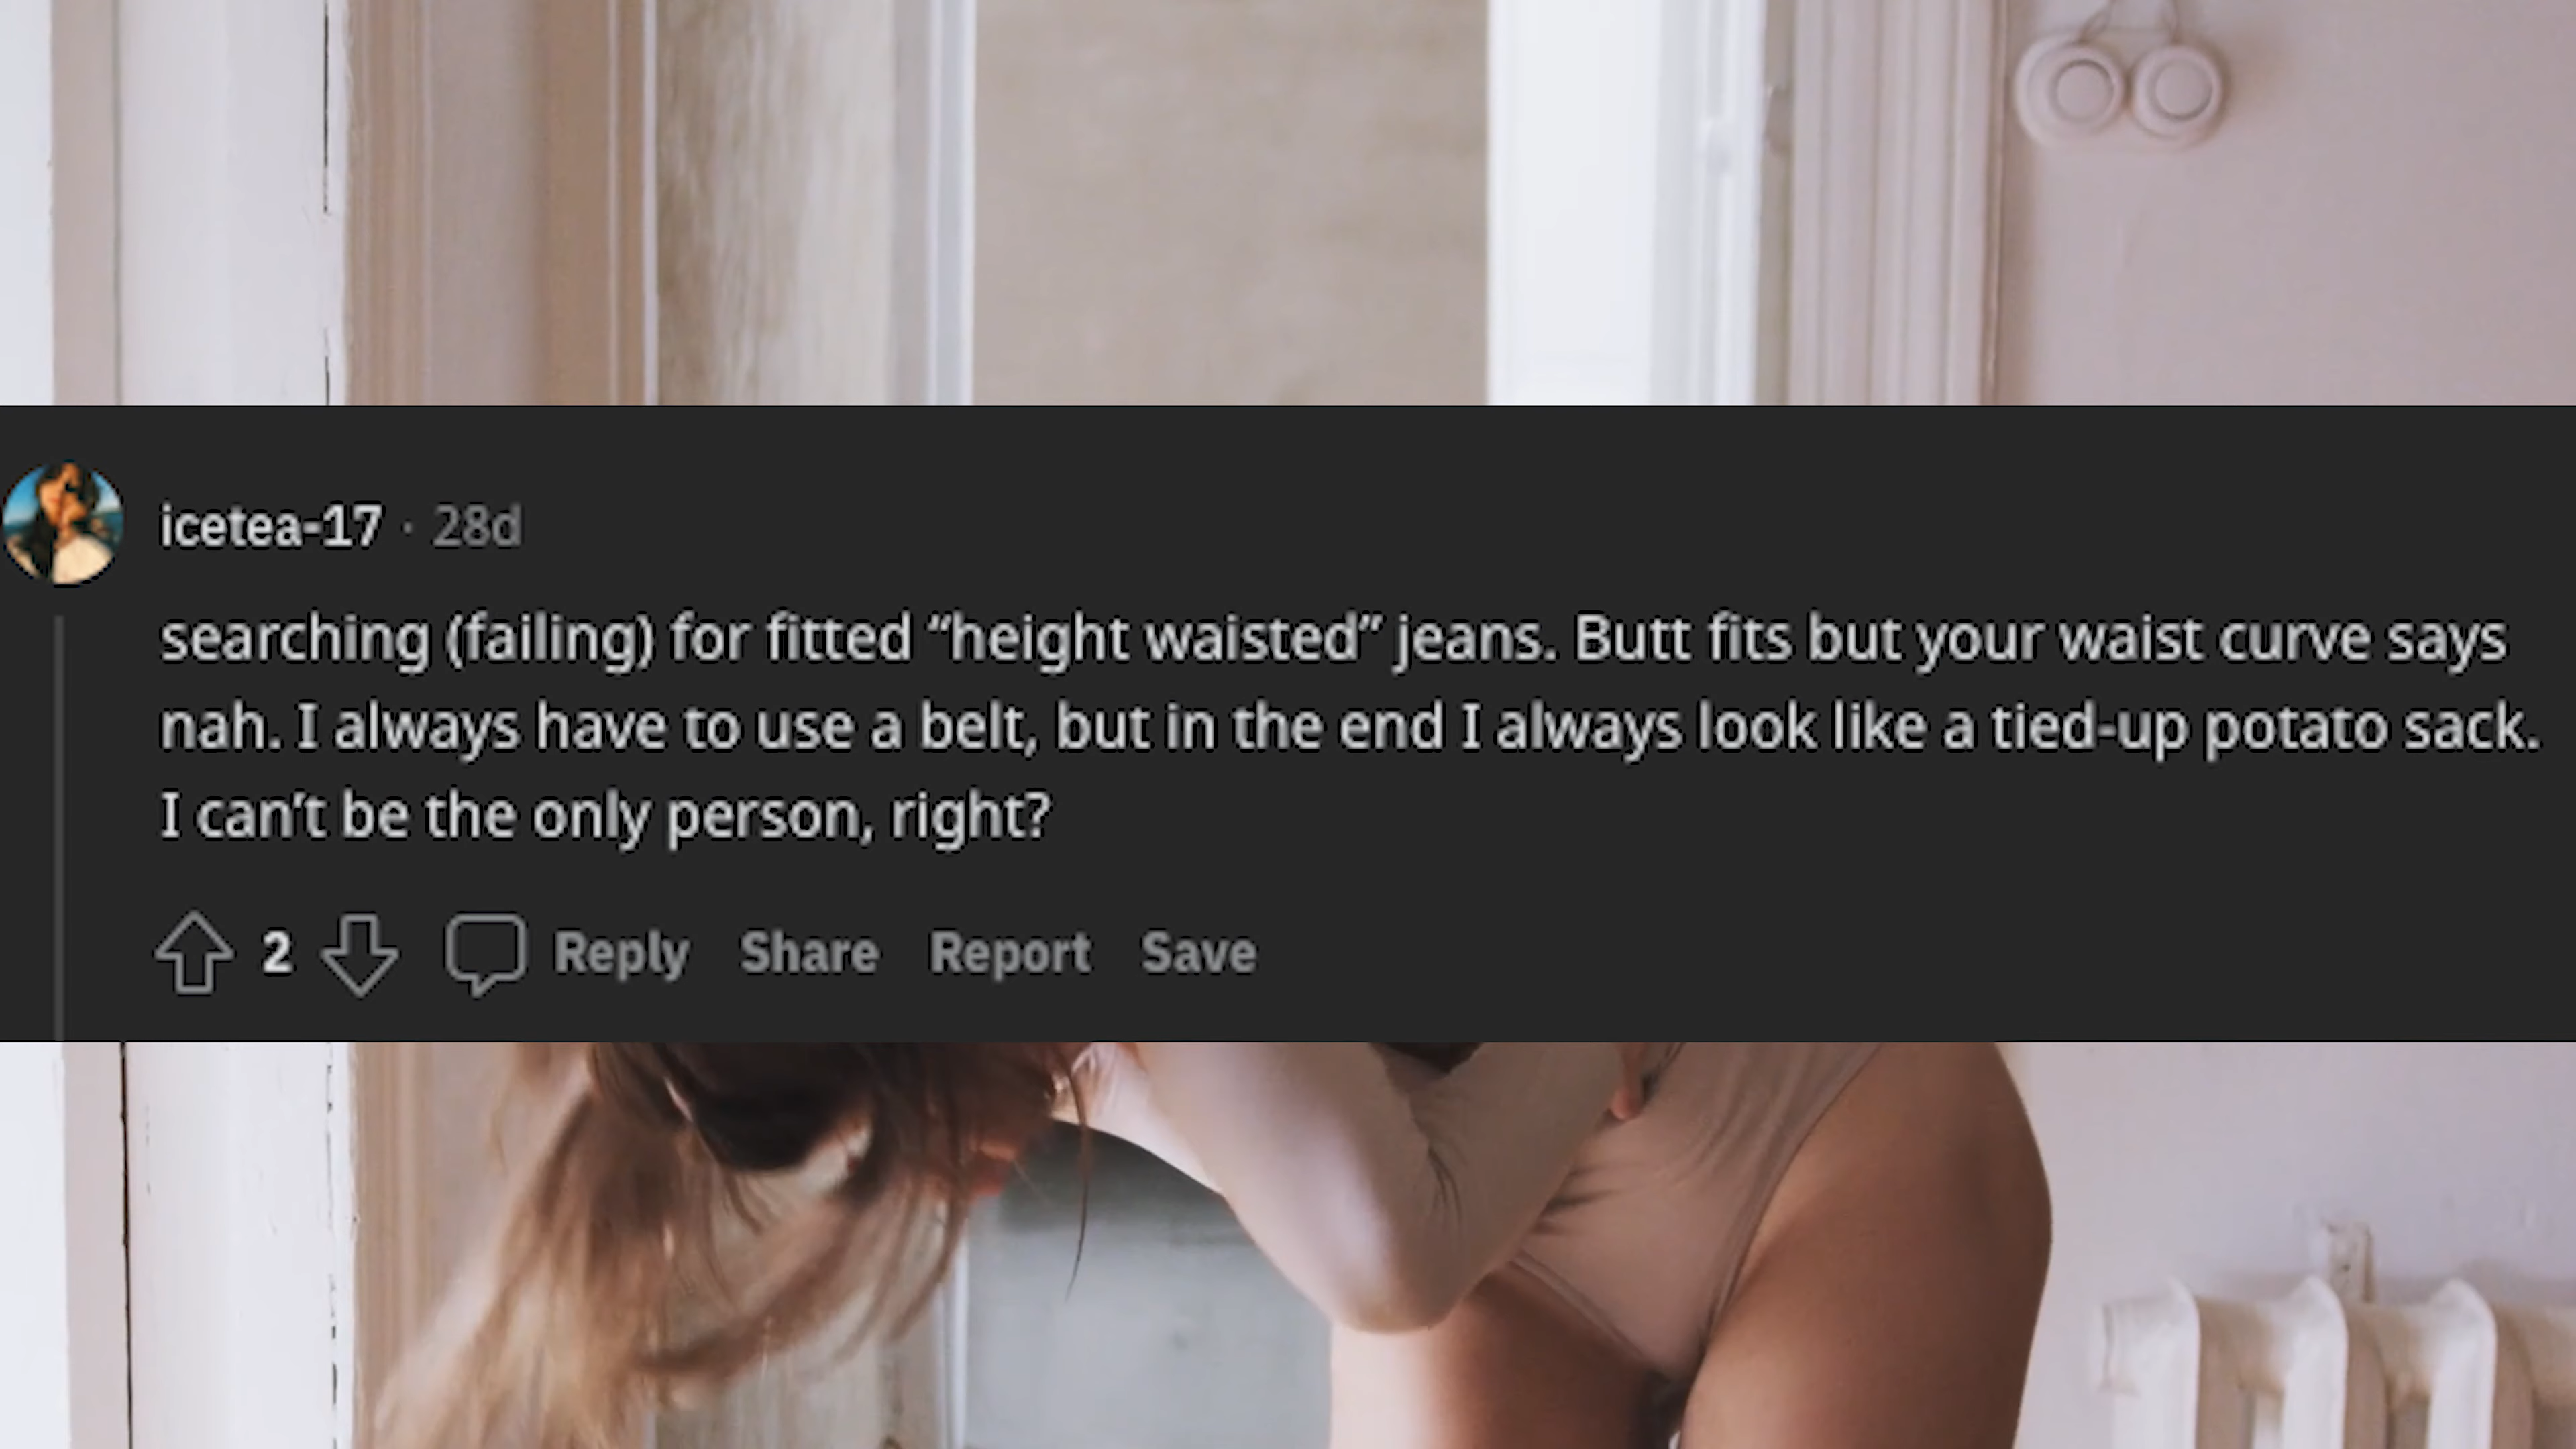 icetea-17 · 28d
searching (failing) for fitted “height waisted” jeans. Butt fits but your waist curve says
nah. I always have to use a belt, but in the end I always look like a tied-up potato sack.
I can’t be the only person, right?
2 Reply Share Report Save